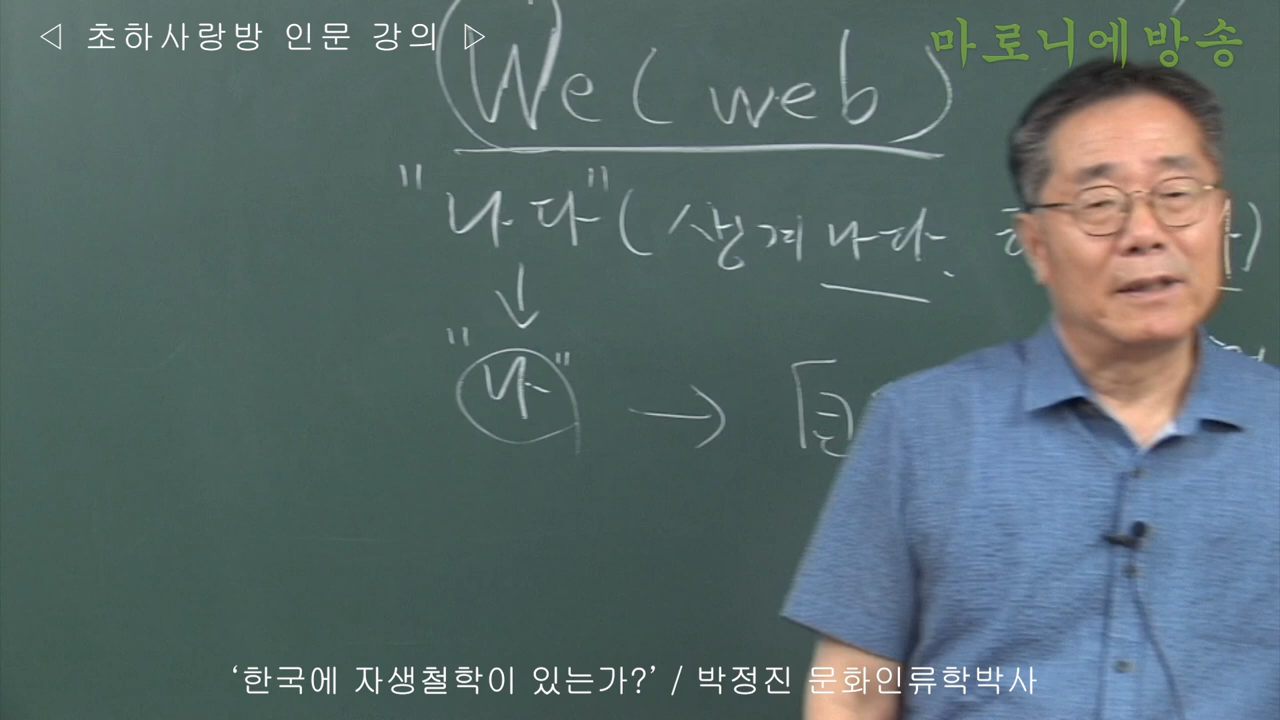 ◁ 초하사랑방 인문 강의 ▷
마로니에방송
We ( web )
"나다" ( 생겨나다.
↓
"나" →
‘한국에 자생철학이 있는가?’ / 박정진 문화인류학박사